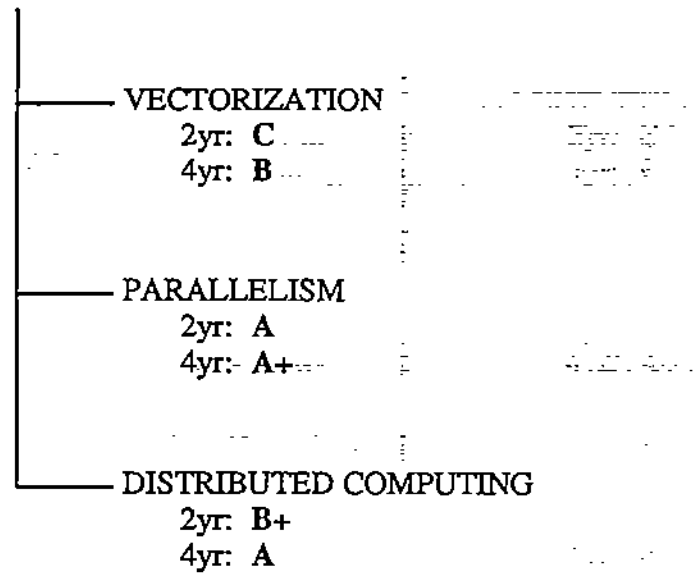 VECTORIZATION
2yr: C
4yr: B
PARALLELISM
2yr: A
4yr: A+
DISTRIBUTED COMPUTING
2yr: B+
4yr: A